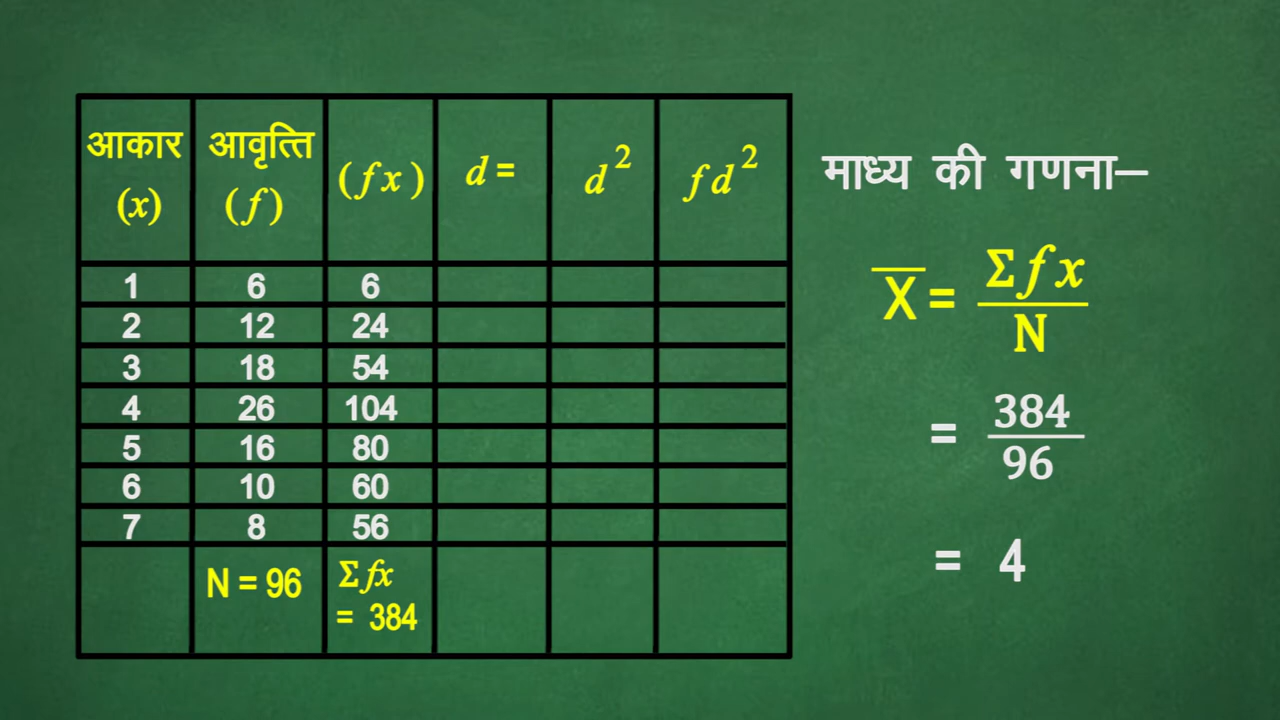 आकार (x) आवृत्ति (f) (fx) d = d² fd²
1 6 6
2 12 24
3 18 54
4 26 104
5 16 80
6 10 60
7 8 56
N = 96 Σfx = 384
माध्य की गणना–
X̄ = Σfx / N
= 384 / 96
= 4